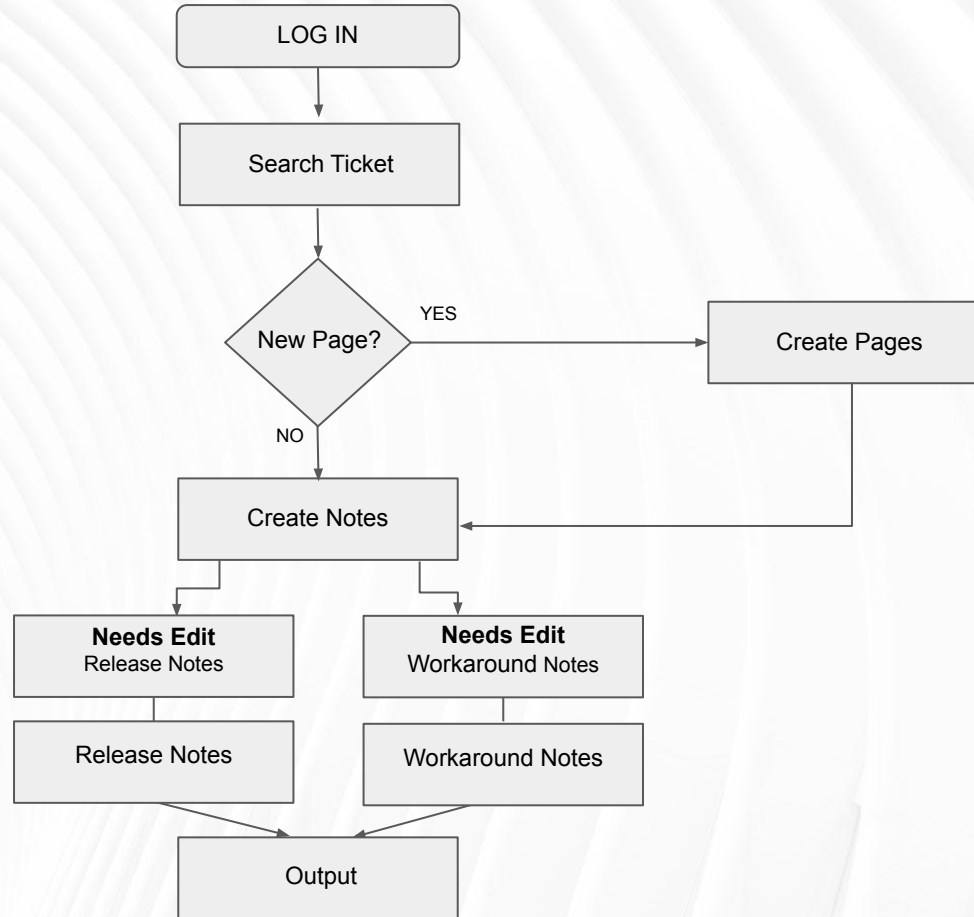 LOG IN
Search Ticket
New Page?
YES
Create Pages
NO
Create Notes
Needs Edit
Release Notes
Needs Edit
Workaround Notes
Release Notes
Workaround Notes
Output